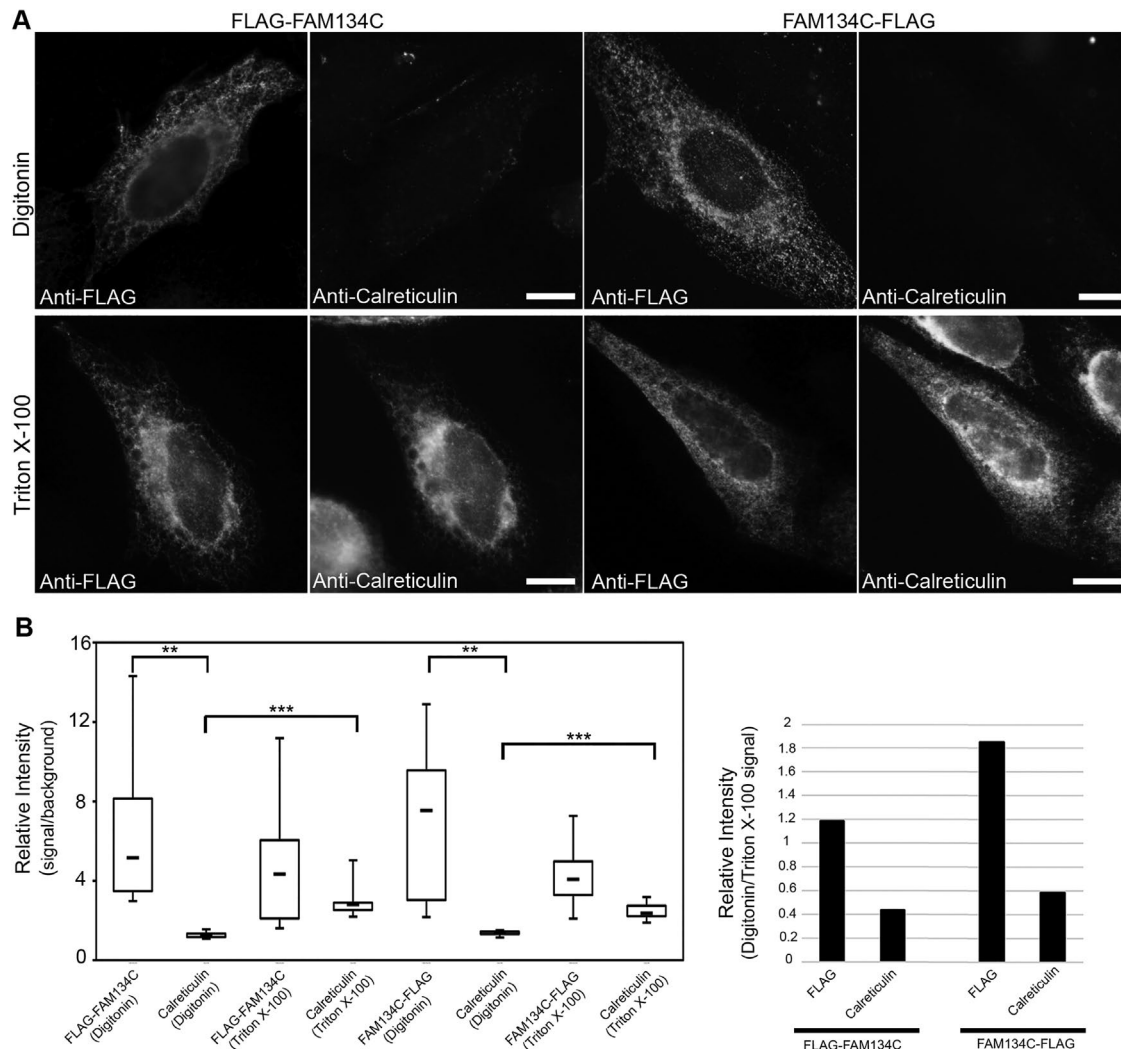 A
FLAG-FAM134C
FAM134C-FLAG
Digitonin
Anti-FLAG
Anti-Calreticulin
Anti-FLAG
Anti-Calreticulin
Triton X-100
Anti-FLAG
Anti-Calreticulin
Anti-FLAG
Anti-Calreticulin
B
Relative Intensity
(signal/background)
16
12
8
4
0
**
***
**
***
FLAG-FAM134C
(Digitonin)
Calreticulin
(Digitonin)
FLAG-FAM134C
(Triton X-100)
Calreticulin
(Triton X-100)
FAM134C-FLAG
(Digitonin)
Calreticulin
(Digitonin)
FAM134C-FLAG
(Triton X-100)
Calreticulin
(Triton X-100)
Relative Intensity
(Digitonin/Triton X-100 signal)
2
1.8
1.6
1.4
1.2
1
0.8
0.6
0.4
0.2
0
FLAG
Calreticulin
FLAG
Calreticulin
FLAG-FAM134C
FAM134C-FLAG